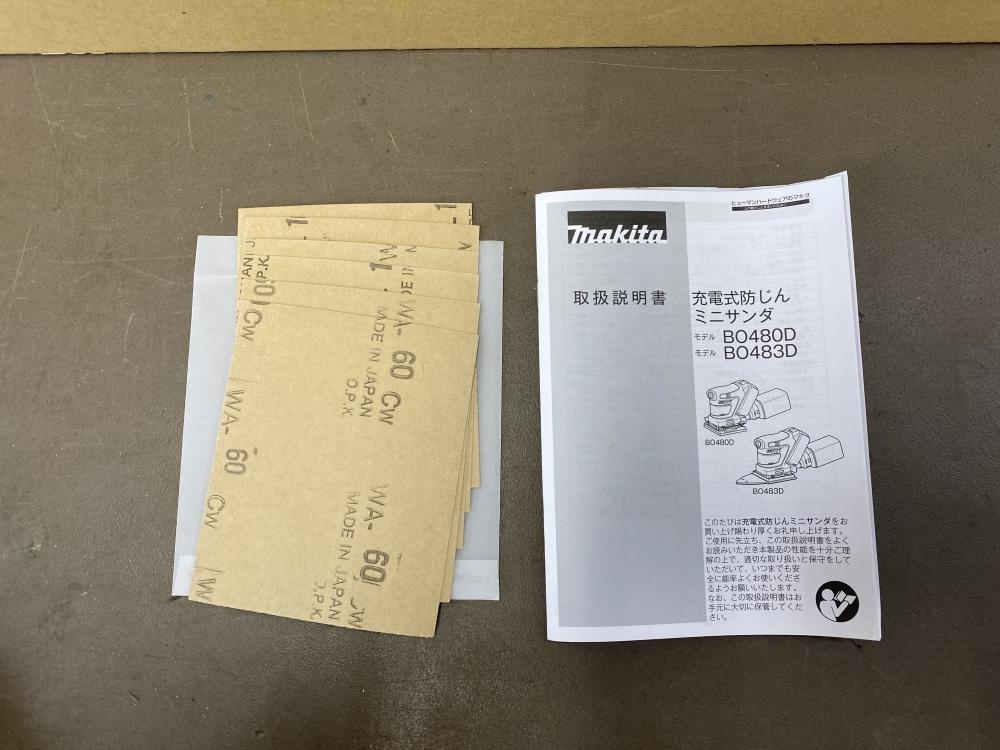 1
1
AN
P.K
60
CW
WA-
60
CW
MADE IN JAPAN
O.P.K
WA-
60
CW
WA-
60
CW
MADE IN JAPAN
O.P.K
W
ヒューマンハードウェアのマキタ
makita
取扱説明書
充電式防じん
ミニサンダ
モデル BO480D
モデル BO483D
BO480D
BO483D
このたびは充電式防じんミニサンダをお
買い上げ賜わり厚くお礼申し上げます。
ご使用に先立ち、この取扱説明書をよく
お読みいただき本製品の性能を十分ご理
解の上で、適切な取り扱いと保守をして
いただいて、いつまでも安
全に能率よくお使いくださ
るようお願いいたします。
なお、この取扱説明書はお
手元に大切に保管してくだ
さい。